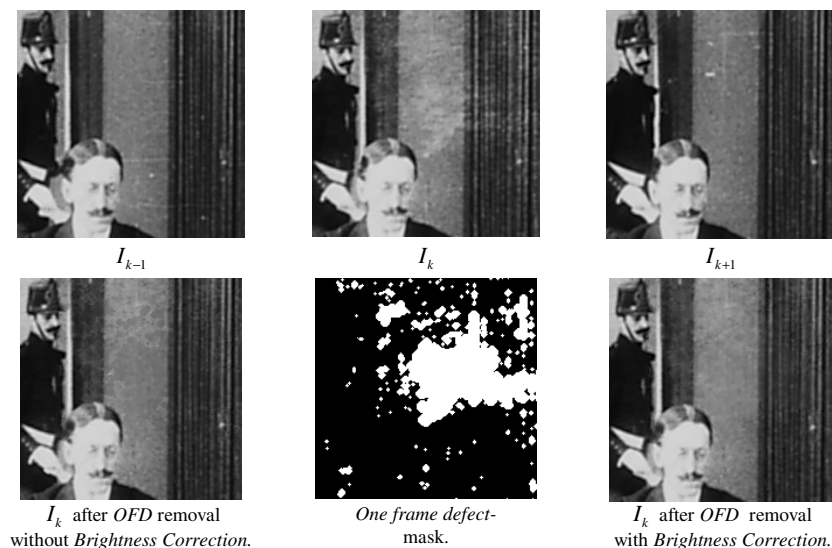 I_{k-1}
I_k
I_{k+1}
I_k after OFD removal
without Brightness Correction.
One frame defect-
mask.
I_k after OFD removal
with Brightness Correction.